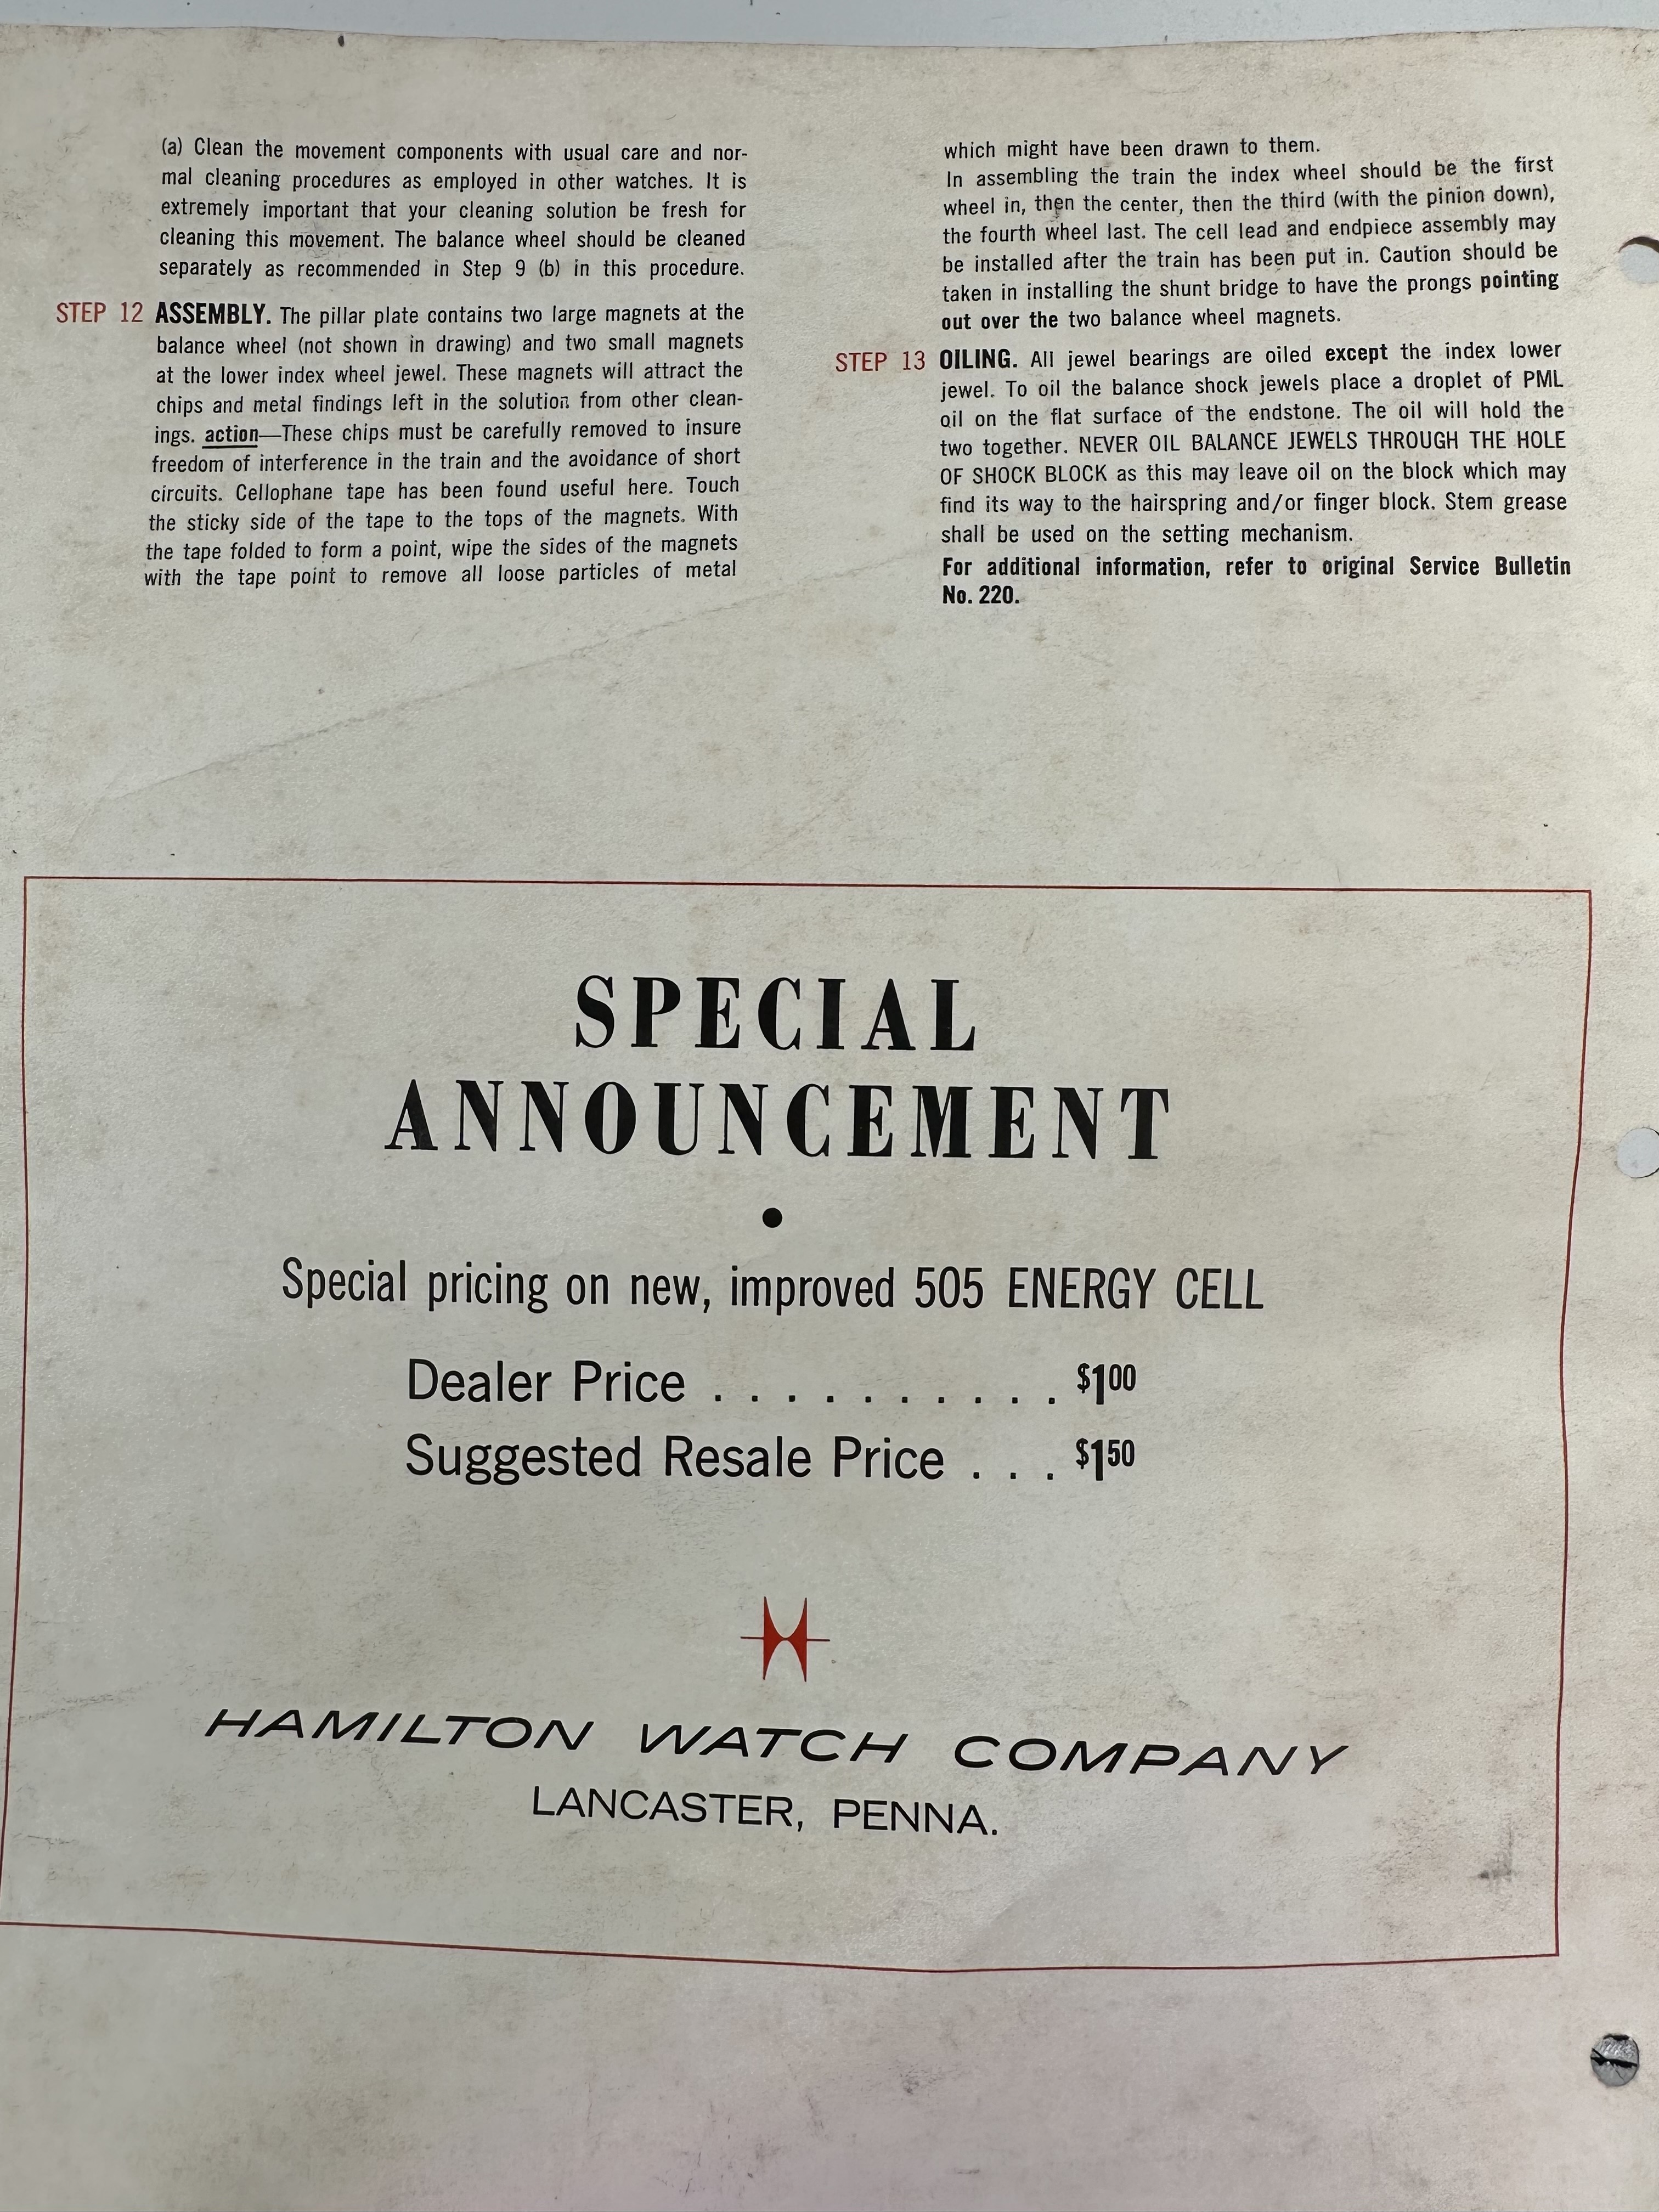 (a) Clean the movement components with usual care and nor-
mal cleaning procedures as employed in other watches. It is
extremely important that your cleaning solution be fresh for
cleaning this movement. The balance wheel should be cleaned
separately as recommended in Step 9 (b) in this procedure.
STEP 12 ASSEMBLY. The pillar plate contains two large magnets at the
balance wheel (not shown in drawing) and two small magnets
at the lower index wheel jewel. These magnets will attract the
chips and metal findings left in the solution from other clean-
ings. action—These chips must be carefully removed to insure
freedom of interference in the train and the avoidance of short
circuits. Cellophane tape has been found useful here. Touch
the sticky side of the tape to the tops of the magnets. With
the tape folded to form a point, wipe the sides of the magnets
with the tape point to remove all loose particles of metal
which might have been drawn to them.
In assembling the train the index wheel should be the first
wheel in, then the center, then the third (with the pinion down),
the fourth wheel last. The cell lead and endpiece assembly may
be installed after the train has been put in. Caution should be
taken in installing the shunt bridge to have the prongs pointing
out over the two balance wheel magnets.
STEP 13 OILING. All jewel bearings are oiled except the index lower
jewel. To oil the balance shock jewels place a droplet of PML
oil on the flat surface of the endstone. The oil will hold the
two together. NEVER OIL BALANCE JEWELS THROUGH THE HOLE
OF SHOCK BLOCK as this may leave oil on the block which may
find its way to the hairspring and/or finger block. Stem grease
shall be used on the setting mechanism.
For additional information, refer to original Service Bulletin
No. 220.
SPECIAL
ANNOUNCEMENT
•
Special pricing on new, improved 505 ENERGY CELL
Dealer Price . . . . . . . . . . $1.00
Suggested Resale Price . . . $1.50
HAMILTON WATCH COMPANY
LANCASTER, PENNA.